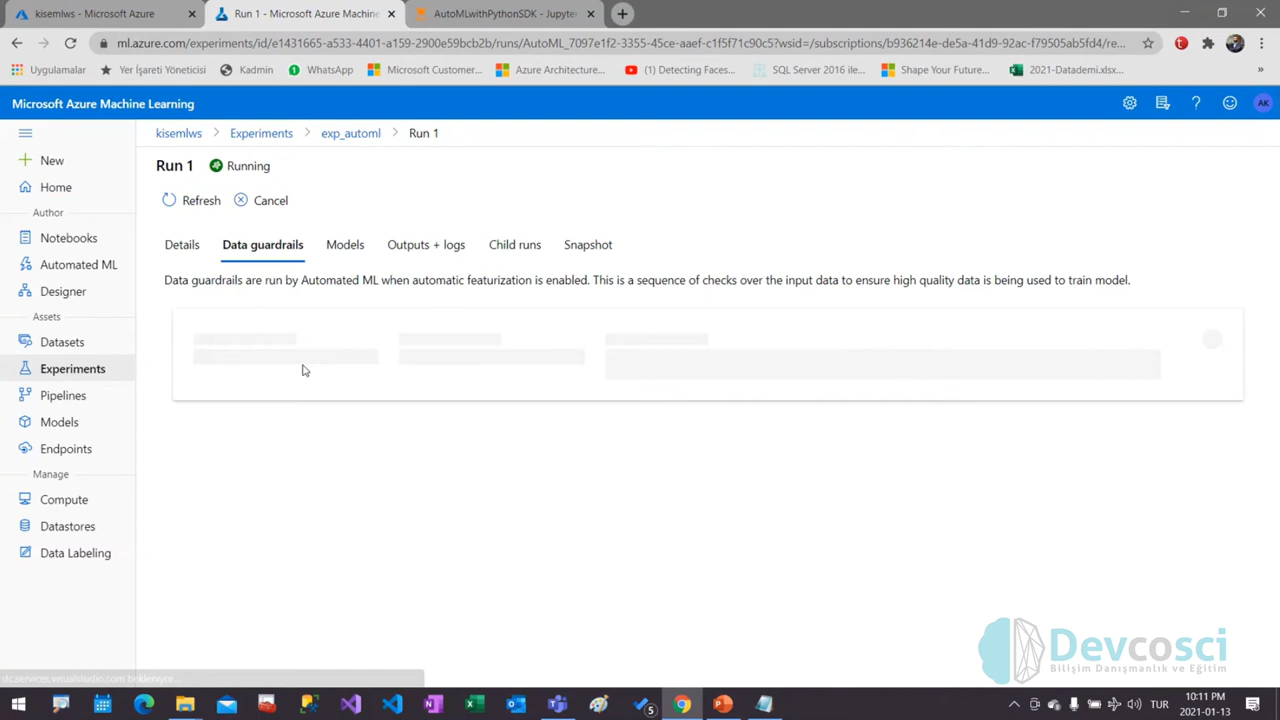 kisemlws - Microsoft Azure
Run 1 - Microsoft Azure Machine
AutoMLwithPythonSDK - Jupyter
ml.azure.com/experiments/id/e1431665-a533-4401-a159-2900e59bcb2b/runs/AutoML_7097e1f2-3355-45ce-aaef-c1f5f71c90c5?wsid=/subscriptions/b936214e-de5a-41d9-92ac-f79505ab5fd4/re...
Uygulamalar
Yer İşareti Yöneticisi
Kadmin
WhatsApp
Microsoft Customer...
Azure Architecture...
(1) Detecting Faces...
SQL Server 2016 ile...
Shape Your Future...
2021-Datademi.xlsx...
Microsoft Azure Machine Learning
AK
kisemlws > Experiments > exp_automl > Run 1
New
Home
Author
Notebooks
Automated ML
Designer
Assets
Datasets
Experiments
Pipelines
Models
Endpoints
Manage
Compute
Datastores
Data Labeling
Run 1 Running
Refresh Cancel
Details Data guardrails Models Outputs + logs Child runs Snapshot
Data guardrails are run by Automated ML when automatic featurization is enabled. This is a sequence of checks over the input data to ensure high quality data is being used to train model.
Devcosci
Bilişim Danışmanlık ve Eğitim
dc.services.visualstudio.com bekleniyor...
5
TUR
10:11 PM
2021-01-13